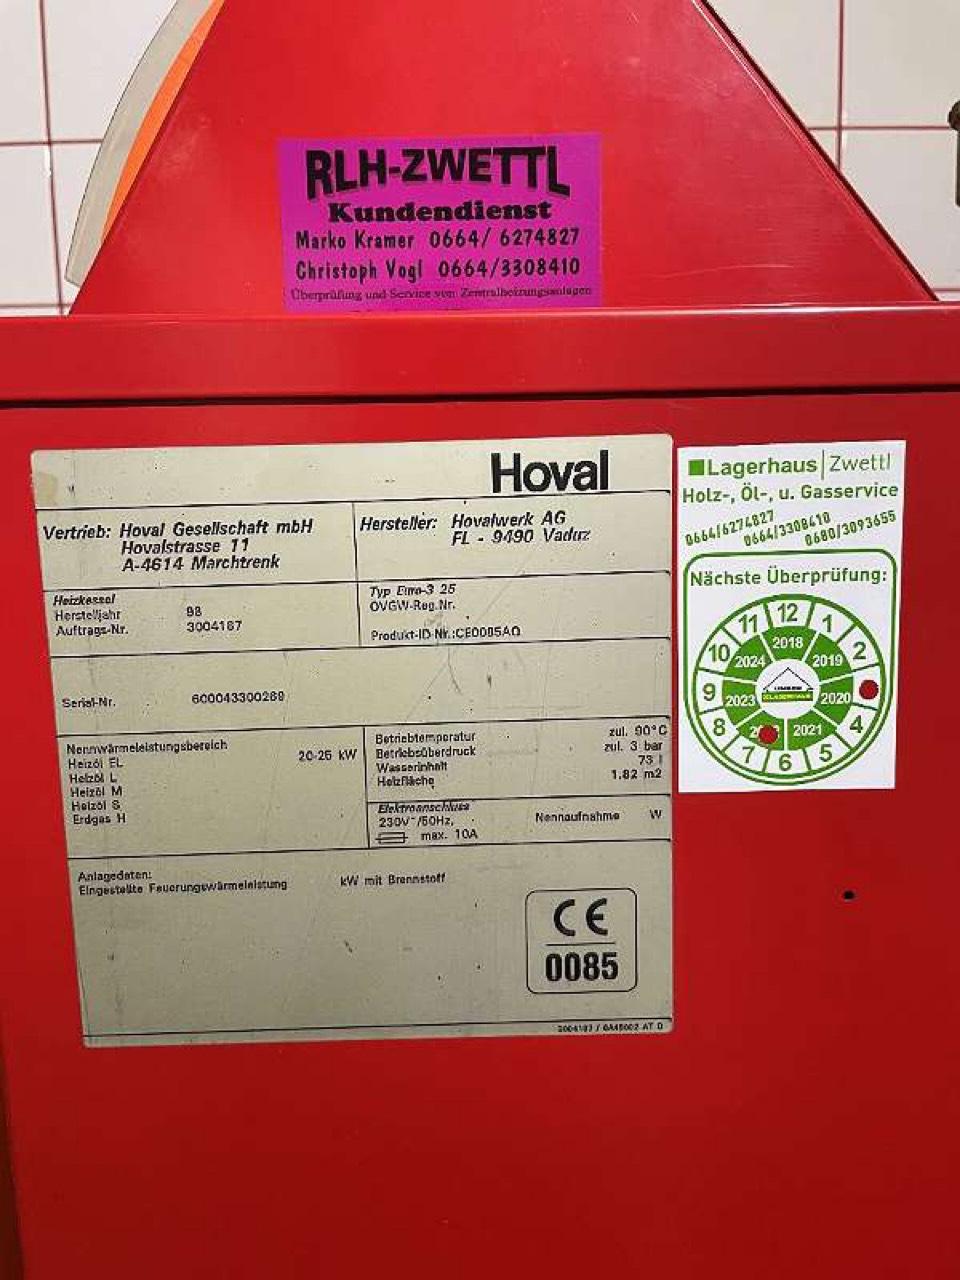 RLH-ZWETTL
Kundendienst
Marko Kramer 0664/ 6274827
Christoph Vogl 0664/3308410
Überprüfung und Service von Zentralheizungsanlagen
Hoval
Vertrieb: Hoval Gesellschaft mbH
Hovalstrasse 11
A-4614 Marchtrenk
Hersteller: Hovalwerk AG
FL - 9490 Vaduz
Heizkessel
Herstelljahr 98
Auftrags-Nr. 3004187
Typ Euro-3 25
ÖVGW-Reg.Nr.
Produkt-ID-Nr.:CE0085AQ
Serial-Nr. 600043300289
Nennwärmeleistungsbereich
Heizöl EL 20-25 kW
Heizöl L
Heizöl M
Heizöl S
Erdgas H
Betriebstemperatur zul. 90°C
Betriebsüberdruck zul. 3 bar
Wasserinhalt 73 l
Heizfläche 1.82 m2
Elektroanschluss
230V~/50Hz, Nennaufnahme W
max. 10A
Anlagedaten:
Eingestellte Feuerungswärmeleistung kW mit Brennstoff
CE
0085
Lagerhaus|Zwettl
Holz-, Öl-, u. Gasservice
0664/6274827
0664/3308410
0680/3093655
Nächste Überprüfung:
12
1
2
4
5
6
7
8
9
10
11
2018
2019
2020
2021
2023
2024